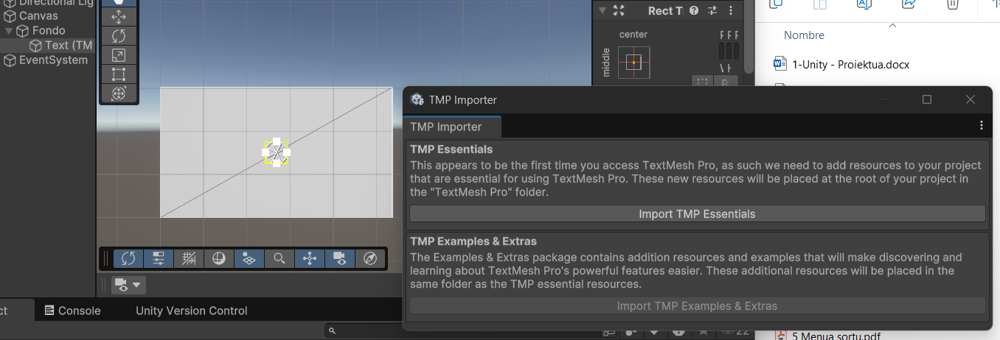 Directional Lig
Canvas
Fondo
Text (TM
EventSystem
Rect T
center
middle
Nombre
1-Unity - Proiektua.docx
TMP Importer
TMP Importer
TMP Essentials
This appears to be the first time you access TextMesh Pro, as such we need to add resources to your project
that are essential for using TextMesh Pro. These new resources will be placed at the root of your project in
the "TextMesh Pro" folder.
Import TMP Essentials
TMP Examples & Extras
The Examples & Extras package contains addition resources and examples that will make discovering and
learning about TextMesh Pro's powerful features easier. These additional resources will be placed in the
same folder as the TMP essential resources.
Import TMP Examples & Extras
ct
Console
Unity Version Control
22
5 Menua sortu.pdf